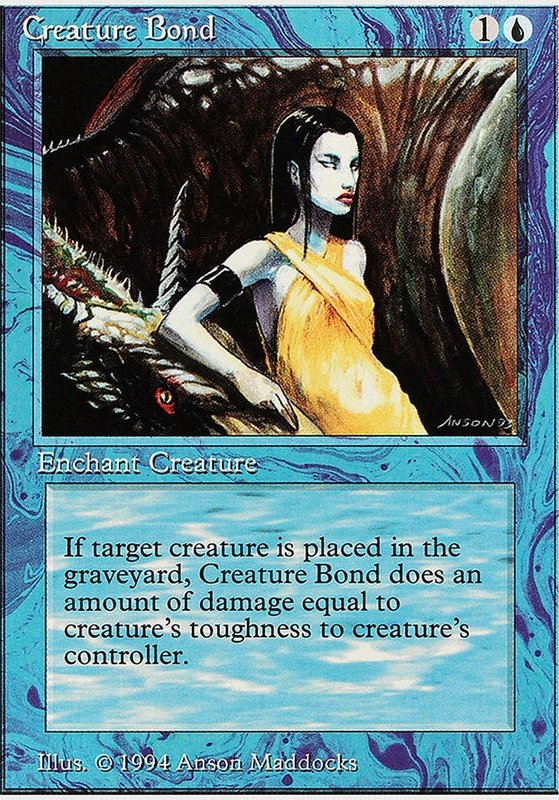 Creature Bond 1
ANSON 93
Enchant Creature
If target creature is placed in the
graveyard, Creature Bond does an
amount of damage equal to
creature's toughness to creature's
controller.
Illus. © 1994 Anson Maddocks